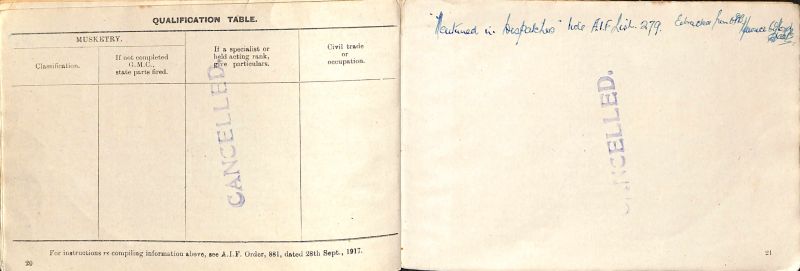 QUALIFICATION TABLE.
MUSKETRY.
Classification.
If not completed
G.M.C.,
state parts fired.
If a specialist or
held acting rank,
give particulars.
Civil trade
or
occupation.
CANCELLED
For instructions re compiling information above, see A.I.F. Order, 881, dated 28th Sept., 1917.
20
"Mentioned in Despatches" Vide A.I.F. List. 279. Extracted from
CANCELLED.
21